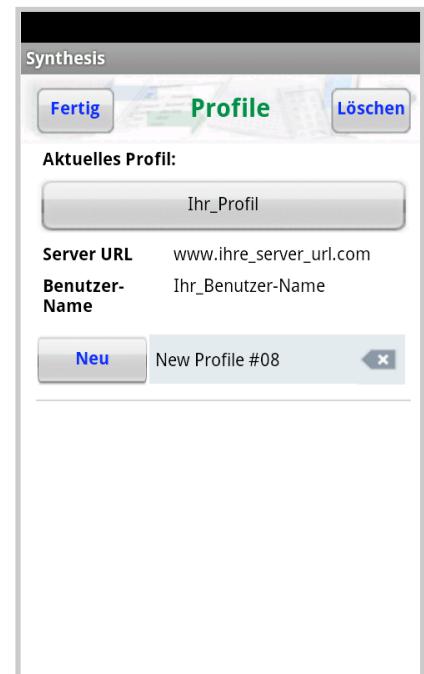 Synthesis
Fertig Profile Löschen
Aktuelles Profil:
Ihr_Profil
Server URL www.ihre_server_url.com
Benutzer-Name Ihr_Benutzer-Name
Neu New Profile #08